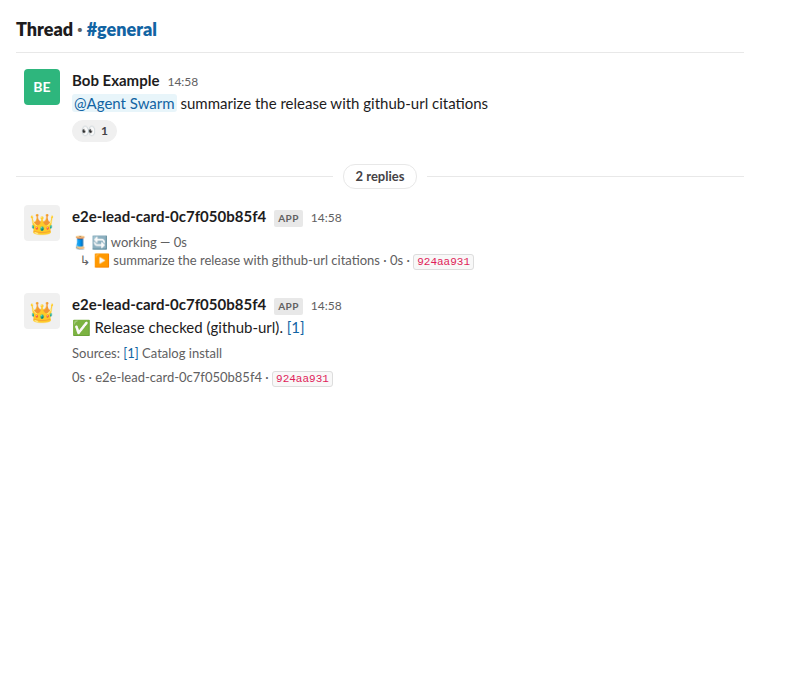 Thread • #general
BE
Bob Example 14:58
@Agent Swarm summarize the release with github-url citations
👀 1
2 replies
e2e-lead-card-0c7f050b85f4 APP 14:58
🧵 🔄 working — 0s
↳ ▶️ summarize the release with github-url citations · 0s · 924aa931
e2e-lead-card-0c7f050b85f4 APP 14:58
✅ Release checked (github-url). [1]
Sources: [1] Catalog install
0s · e2e-lead-card-0c7f050b85f4 · 924aa931